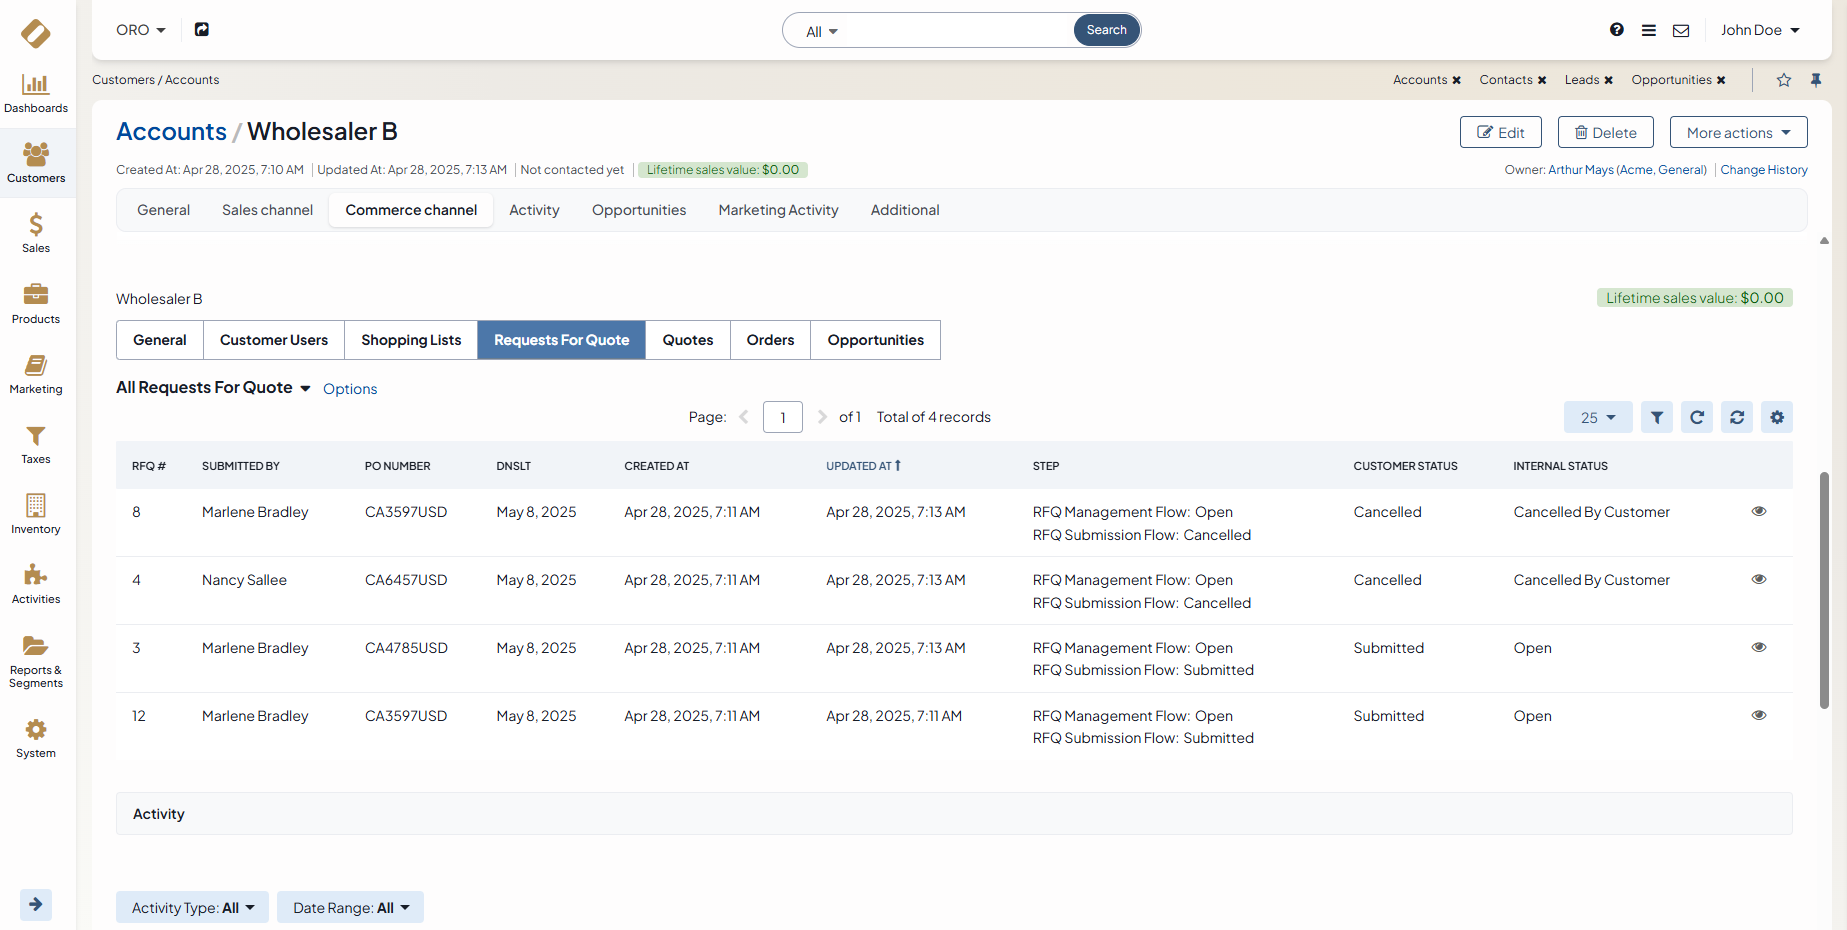 ORO
All
Search
John Doe
Customers / Accounts
Accounts
Contacts
Leads
Opportunities
Dashboards
Customers
Sales
Products
Marketing
Taxes
Inventory
Activities
Reports &
Segments
System
Accounts / Wholesaler B
Edit
Delete
More actions
Created At: Apr 28, 2025, 7:10 AM
Updated At: Apr 28, 2025, 7:13 AM
Not contacted yet
Lifetime sales value: $0.00
Owner: Arthur Mays (Acme, General)
Change History
General
Sales channel
Commerce channel
Activity
Opportunities
Marketing Activity
Additional
Wholesaler B
Lifetime sales value: $0.00
General
Customer Users
Shopping Lists
Requests For Quote
Quotes
Orders
Opportunities
All Requests For Quote
Options
Page:
1
of 1
Total of 4 records
25
RFQ #
SUBMITTED BY
PO NUMBER
DNSLT
CREATED AT
UPDATED AT
STEP
CUSTOMER STATUS
INTERNAL STATUS
8
Marlene Bradley
CA3597USD
May 8, 2025
Apr 28, 2025, 7:11 AM
Apr 28, 2025, 7:13 AM
RFQ Management Flow: Open
RFQ Submission Flow: Cancelled
Cancelled
Cancelled By Customer
4
Nancy Sallee
CA6457USD
May 8, 2025
Apr 28, 2025, 7:11 AM
Apr 28, 2025, 7:13 AM
RFQ Management Flow: Open
RFQ Submission Flow: Cancelled
Cancelled
Cancelled By Customer
3
Marlene Bradley
CA4785USD
May 8, 2025
Apr 28, 2025, 7:11 AM
Apr 28, 2025, 7:13 AM
RFQ Management Flow: Open
RFQ Submission Flow: Submitted
Submitted
Open
12
Marlene Bradley
CA3597USD
May 8, 2025
Apr 28, 2025, 7:11 AM
Apr 28, 2025, 7:11 AM
RFQ Management Flow: Open
RFQ Submission Flow: Submitted
Submitted
Open
Activity
Activity Type: All
Date Range: All